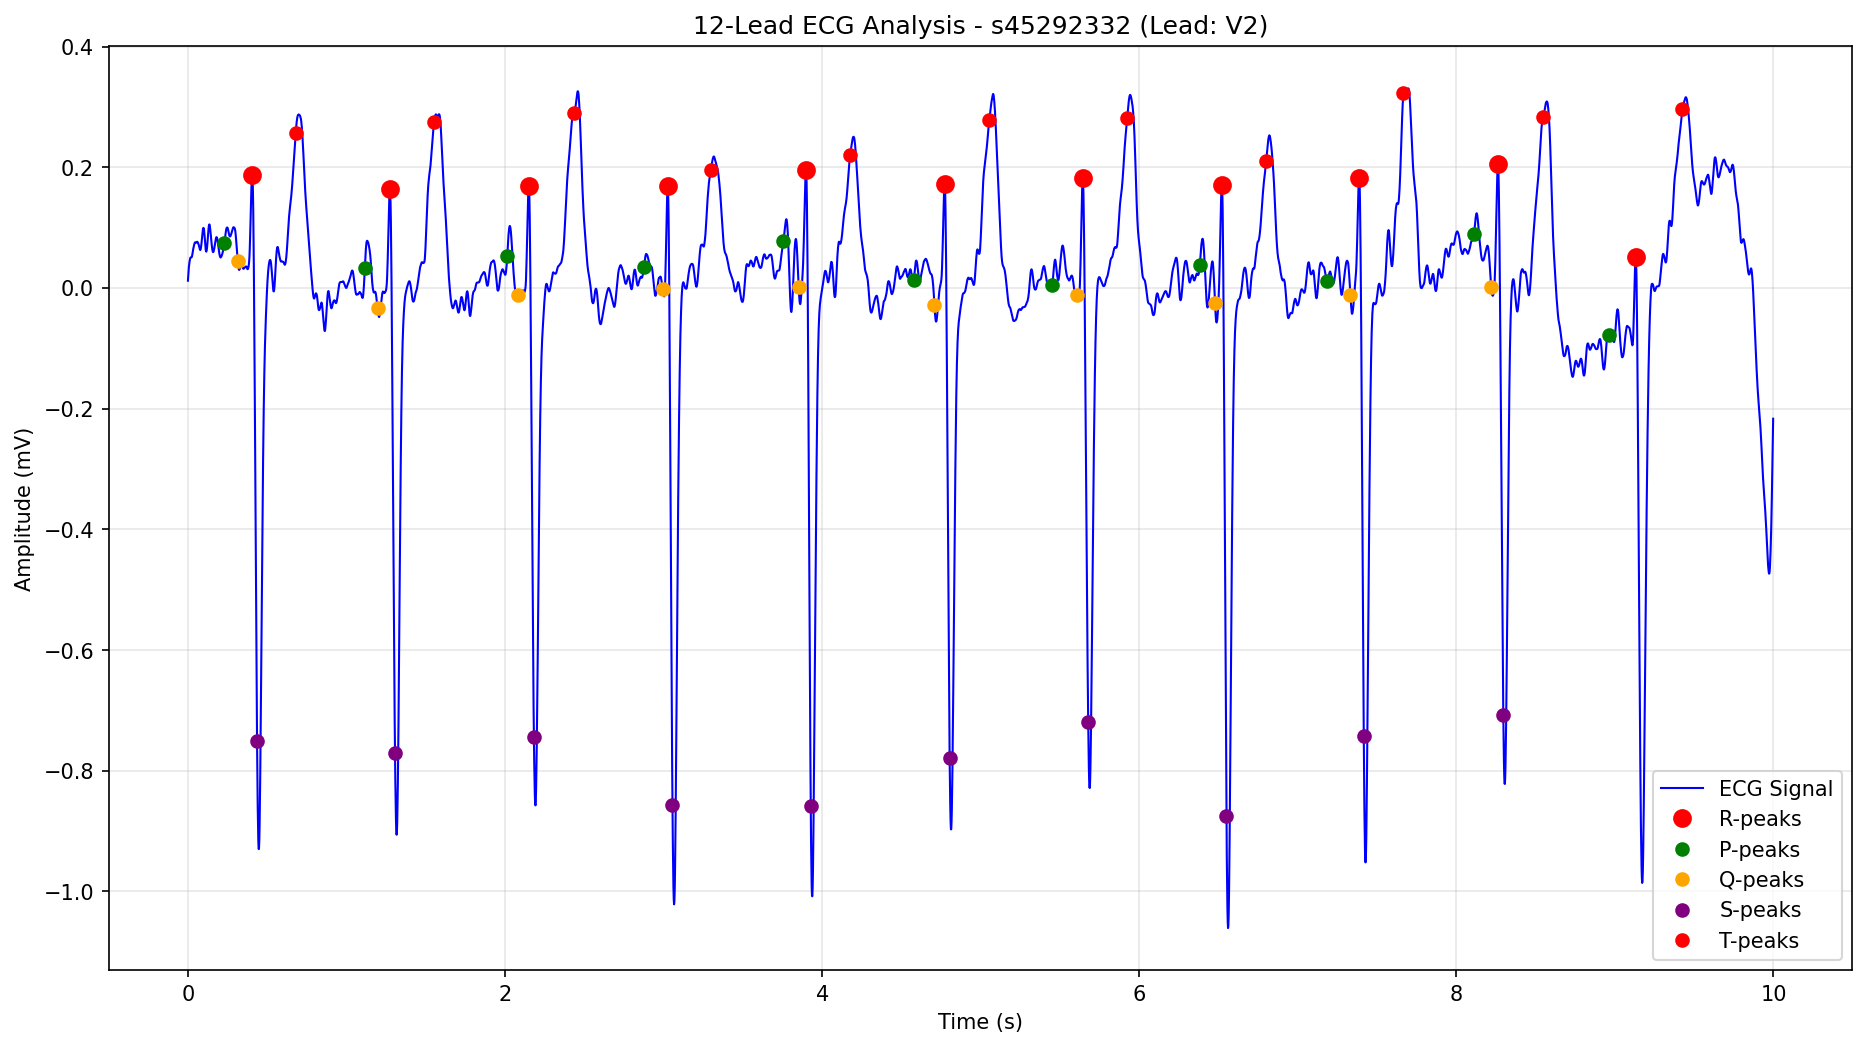 12-Lead ECG Analysis - s45292332 (Lead: V2)
Amplitude (mV)
0.4
0.2
0.0
−0.2
−0.4
−0.6
−0.8
−1.0
0 2 4 6 8 10
Time (s)
ECG Signal
R-peaks
P-peaks
Q-peaks
S-peaks
T-peaks